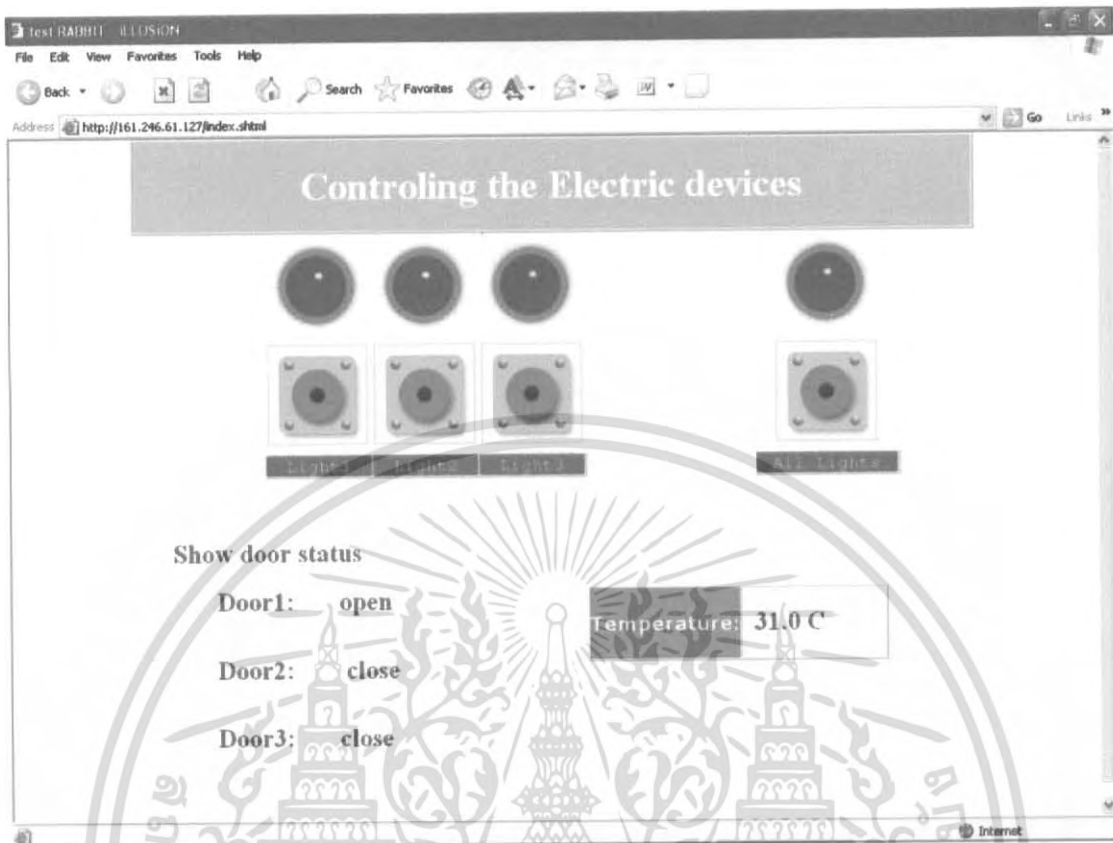 test RABBIT - iLLUSiON
File Edit View Favorites Tools Help
Back Search Favorites
Address http://161.246.61.127/index.shtml Go Links »
Controling the Electric devices
Light1 Light2 Light3 All Lights
Show door status
Door1: open
Temperature: 31.0 C
Door2: close
Door3: close
Internet